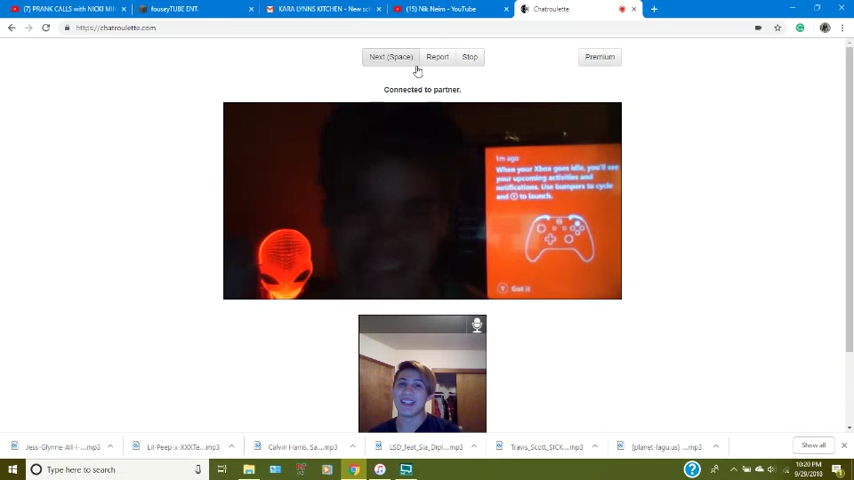 (7) PRANK CALLS with NICKI MIN
fouseyTUBE ENT.
KARA LYNNS KITCHEN - New s
(15) Nik Neim - YouTube
Chatroulette
https://chatroulette.com
Next (Space)
Report
Stop
Premium
Connected to partner.
1m ago
When your Xbox goes idle, you'll see
your upcoming activities and
notifications. Use bumpers to cycle
and Y to launch.
Y Got it
Jess-Glynne-All-I-....mp3
Lil-Peep-x-XXXTe....mp3
Calvin Harris, Sa....mp3
LSD_feat_Sia_Dipl....mp3
Travis_Scott_SICK....mp3
[planet-lagu.us] ....mp3
Show all
Type here to search
10:20 PM
9/28/2018